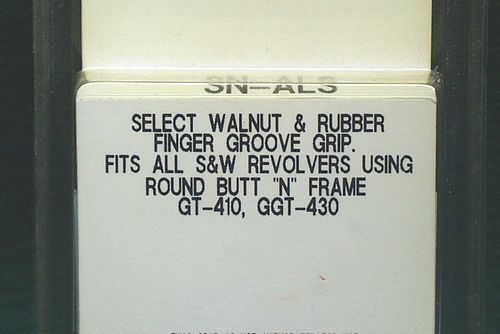 SN-ALS
SELECT WALNUT & RUBBER
FINGER GROOVE GRIP.
FITS ALL S&W REVOLVERS USING
ROUND BUTT "N" FRAME
GT-410, GGT-430